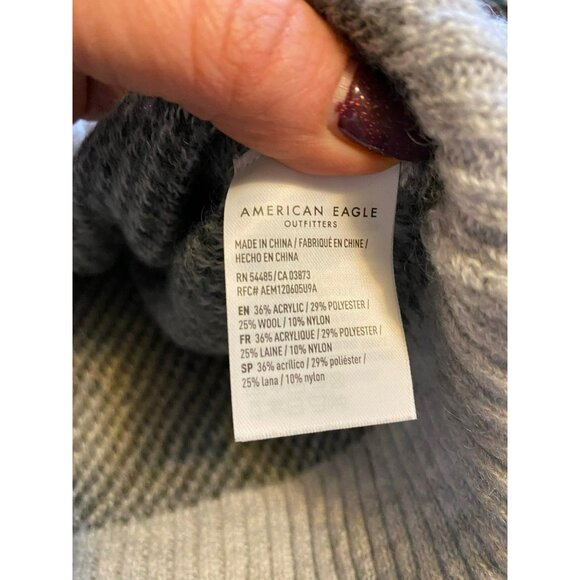 AMERICAN EAGLE
OUTFITTERS
MADE IN CHINA / FABRIQUÉ EN CHINE /
HECHO EN CHINA
RN 54485 / CA 03873
RFC# AEM120605U9A
EN 36% ACRYLIC / 29% POLYESTER /
25% WOOL / 10% NYLON
FR 36% ACRYLIQUE / 29% POLYESTER /
25% LAINE / 10% NYLON
SP 36% acrílico / 29% poliéster /
25% lana / 10% nylon